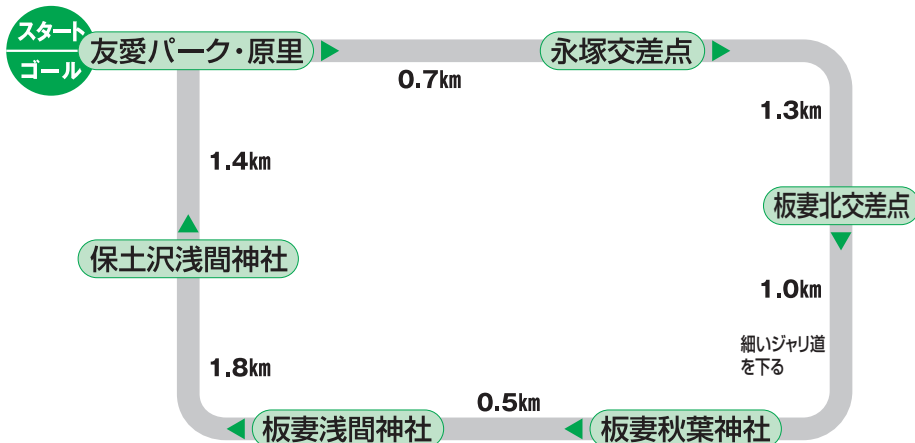 スタート
ゴール
友愛パーク・原里
0.7㎞
永塚交差点
1.3㎞
板妻北交差点
1.0㎞
細いジャリ道
を下る
板妻秋葉神社
0.5㎞
板妻浅間神社
1.8㎞
保土沢浅間神社
1.4㎞